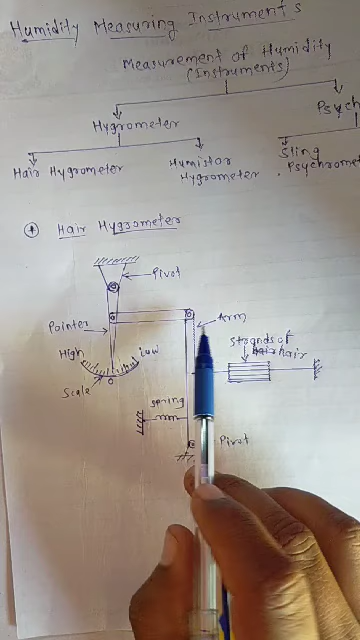 Humidity Measuring Instruments
Measurement of Humidity
(Instruments)
Hygrometer
Hair Hygrometer
Humistor
Hygrometer
Sling
* Hair Hygrometer
Pivot
Arm
Pointer
High
Low
Scale
strands of
hair
spring
Pivot